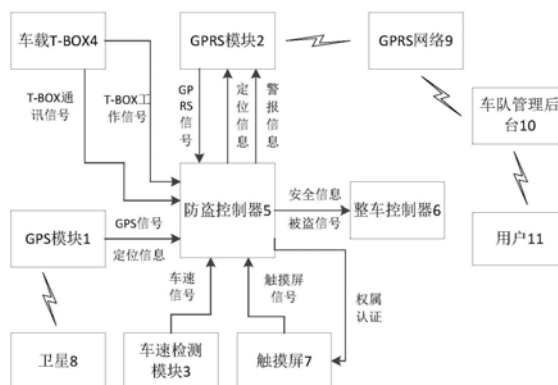 车载T-BOX4
GPRS模块2
GPRS网络9
T-BOX通
讯信号
T-BOX工
作信号
GP
RS
信
号
定
位
信
息
警
报
信
息
车队管理后
台10
防盗控制器5
安全信息
被盗信号
整车控制器6
用户11
GPS模块1
GPS信号
定位信息
车速
信号
触摸屏
信号
权属
认证
卫星8
车速检测
模块3
触摸屏7